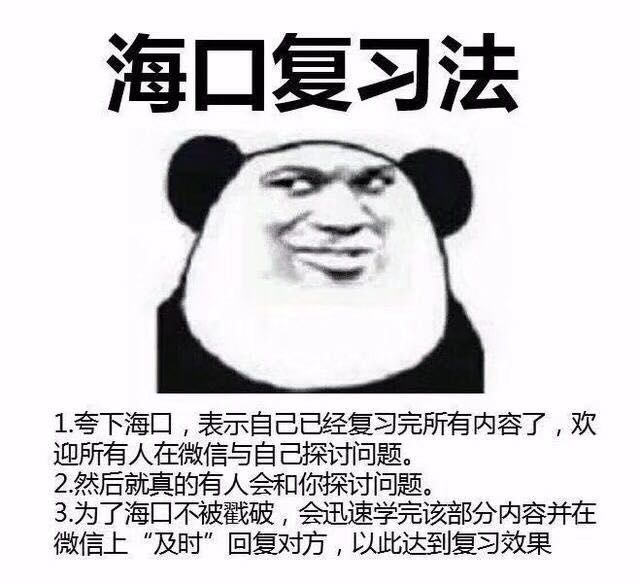 海口复习法
1.夸下海口，表示自己已经复习完所有内容了，欢
迎所有人在微信与自己探讨问题。
2.然后就真的有人会和你探讨问题。
3.为了海口不被戳破，会迅速学完该部分内容并在
微信上“及时”回复对方，以此达到复习效果